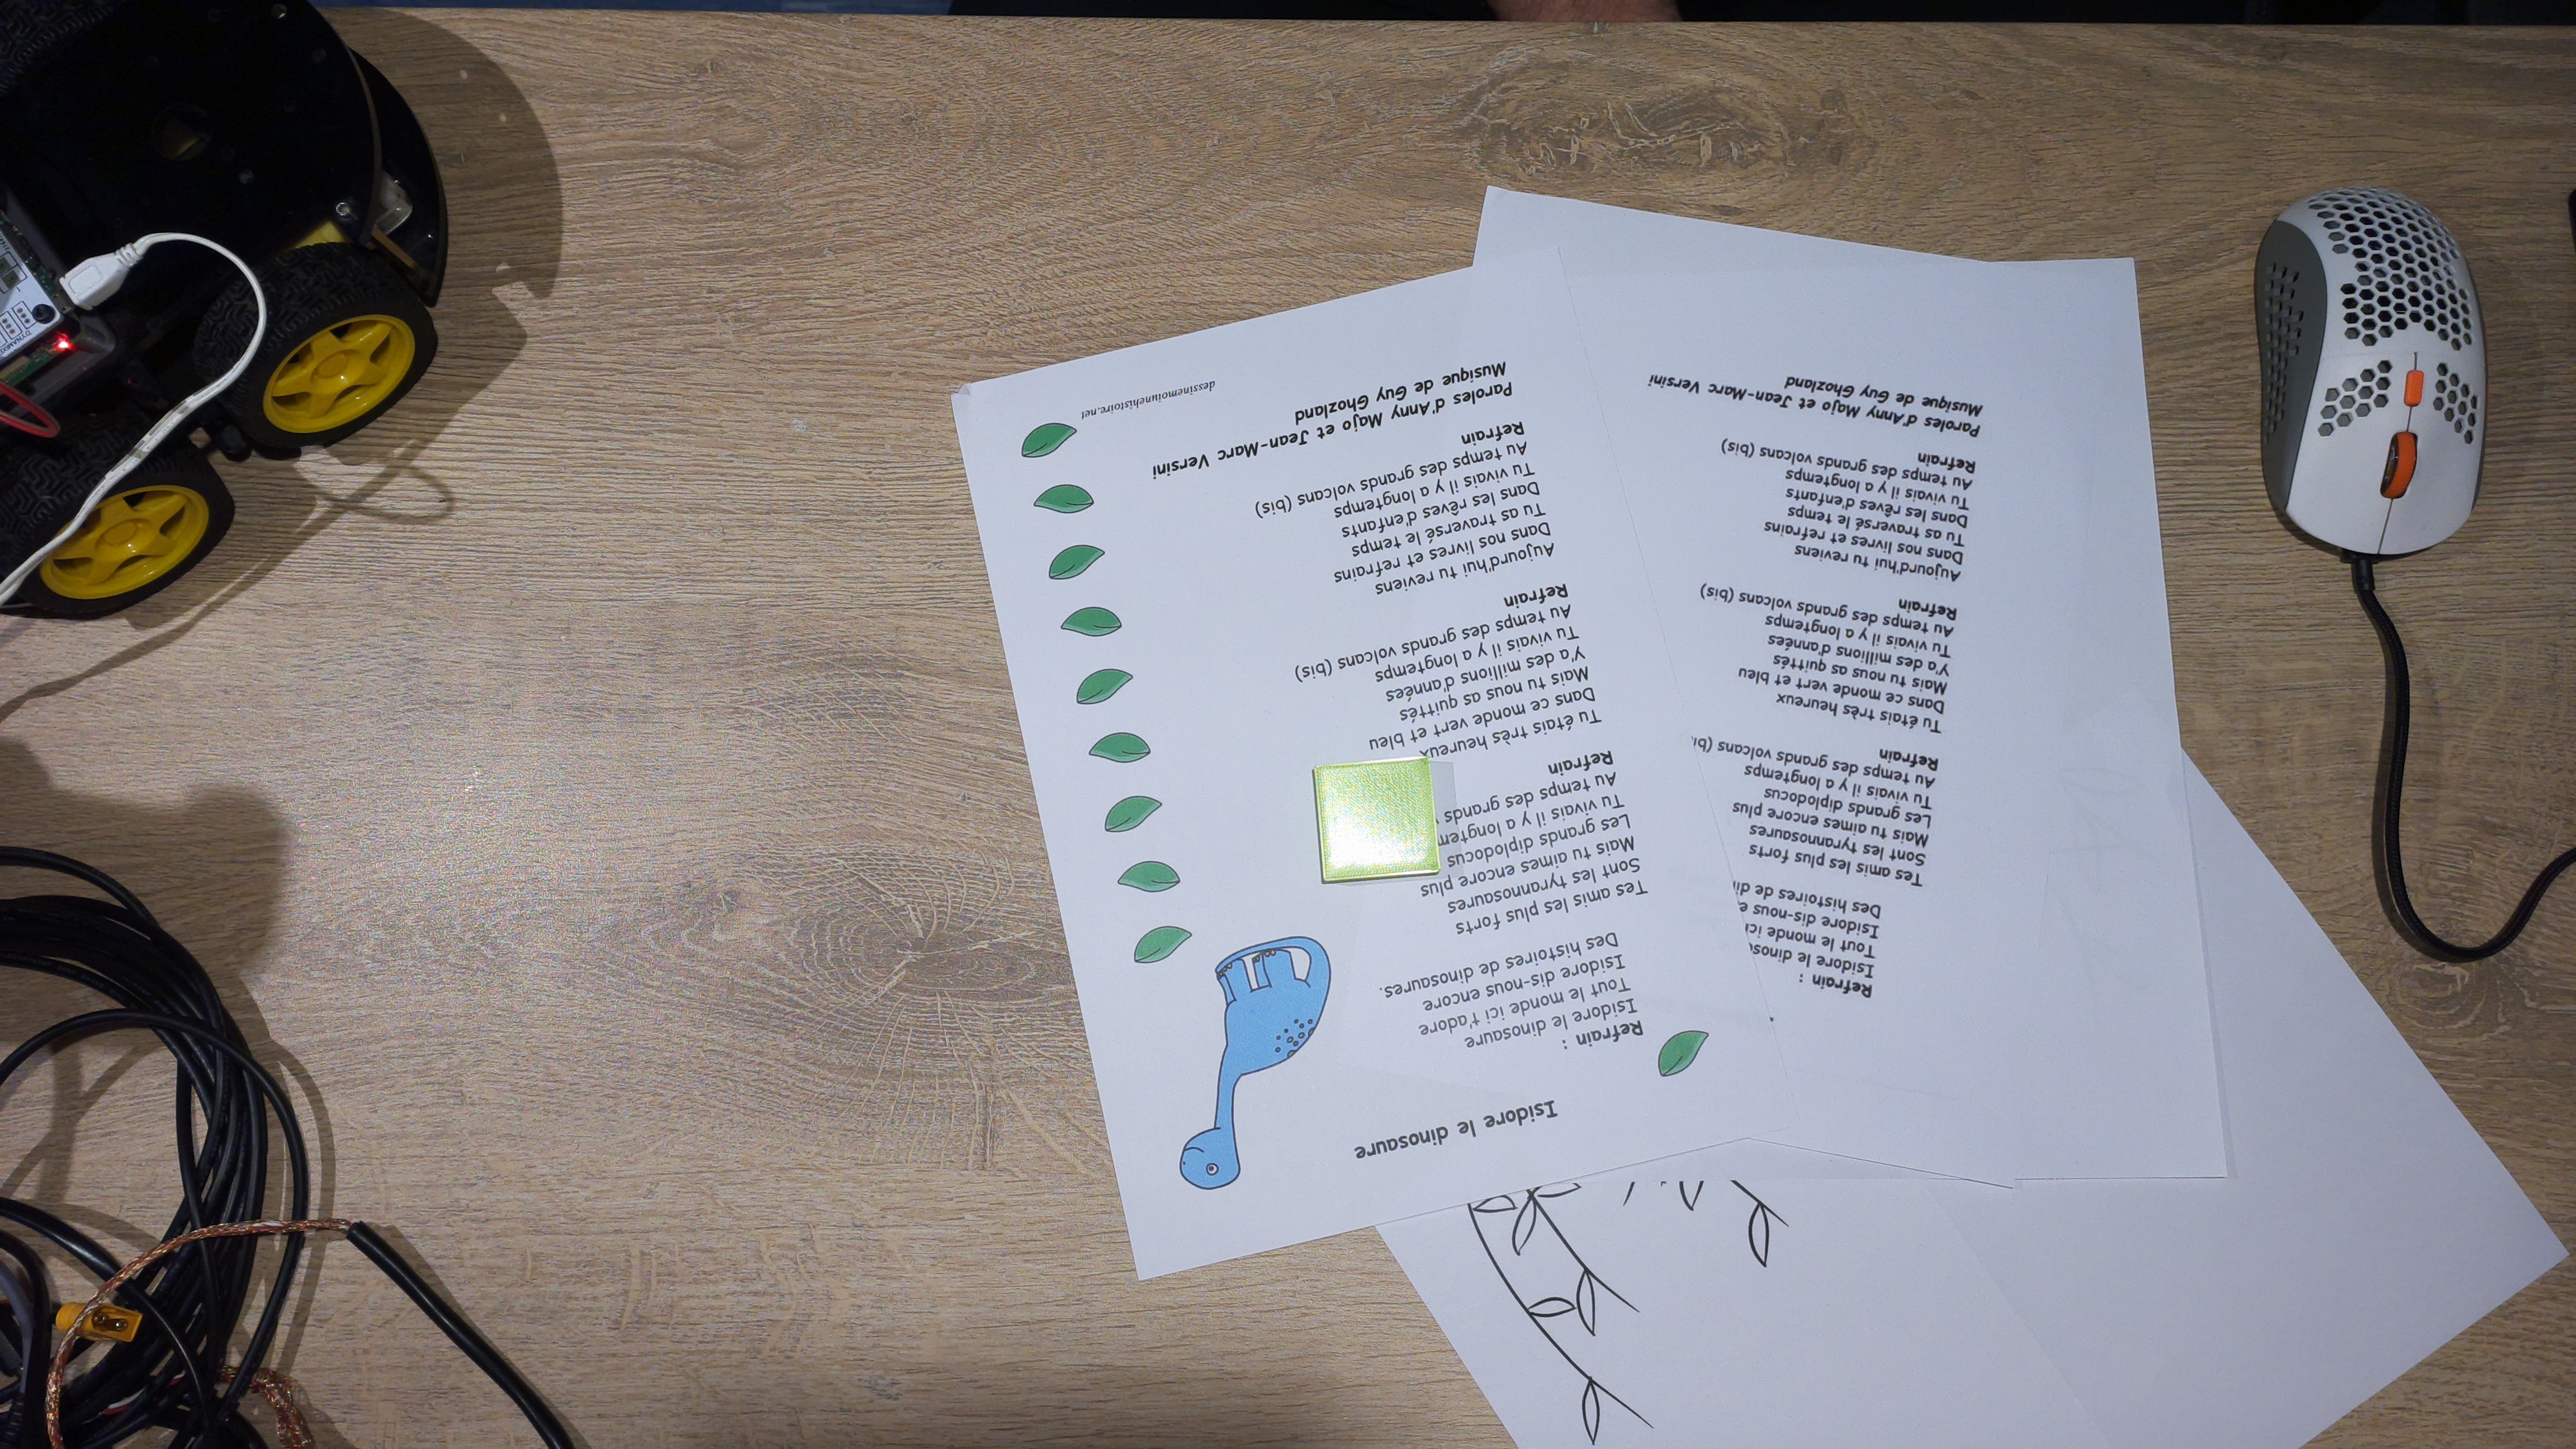 Isidore le dinosaure
Refrain :
Isidore le dinosaure
Tout le monde ici t'adore
Isidore dis-nous encore
Des histoires de dinosaures.
Tes amis les plus forts
Sont les tyrannosaures
Mais tu aimes encore plus
Les grands diplodocus
Tu vivais il y a longtem
Au temps des grands
Refrain
Tu étais très heureux
Dans ce monde vert et bleu
Mais tu nous as quittés
Y'a des millions d'années
Tu vivais il y a longtemps
Au temps des grands volcans (bis)
Refrain
Aujourd'hui tu reviens
Dans nos livres et refrains
Tu as traversé le temps
Dans les rêves d'enfants
Tu vivais il y a longtemps
Au temps des grands volcans (bis)
Refrain
Paroles d'Anny Majo et Jean-Marc Versini
Musique de Guy Ghozland
dessinemoiunehistoire.net
Refrain :
Isidore le dinos
Tout le monde ici
Isidore dis-nous e
Des histoires de di
Tes amis les plus forts
Sont les tyrannosaures
Mais tu aimes encore plus
Les grands diplodocus
Tu vivais il y a longtemps
Au temps des grands volcans (bi
Refrain
Tu étais très heureux
Dans ce monde vert et bleu
Mais tu nous as quittés
Y'a des millions d'années
Tu vivais il y a longtemps
Au temps des grands volcans (bis)
Refrain
Aujourd'hui tu reviens
Dans nos livres et refrains
Tu as traversé le temps
Dans les rêves d'enfants
Tu vivais il y a longtemps
Au temps des grands volcans (bis)
Refrain
Paroles d'Anny Majo et Jean-Marc Versini
Musique de Guy Ghozland